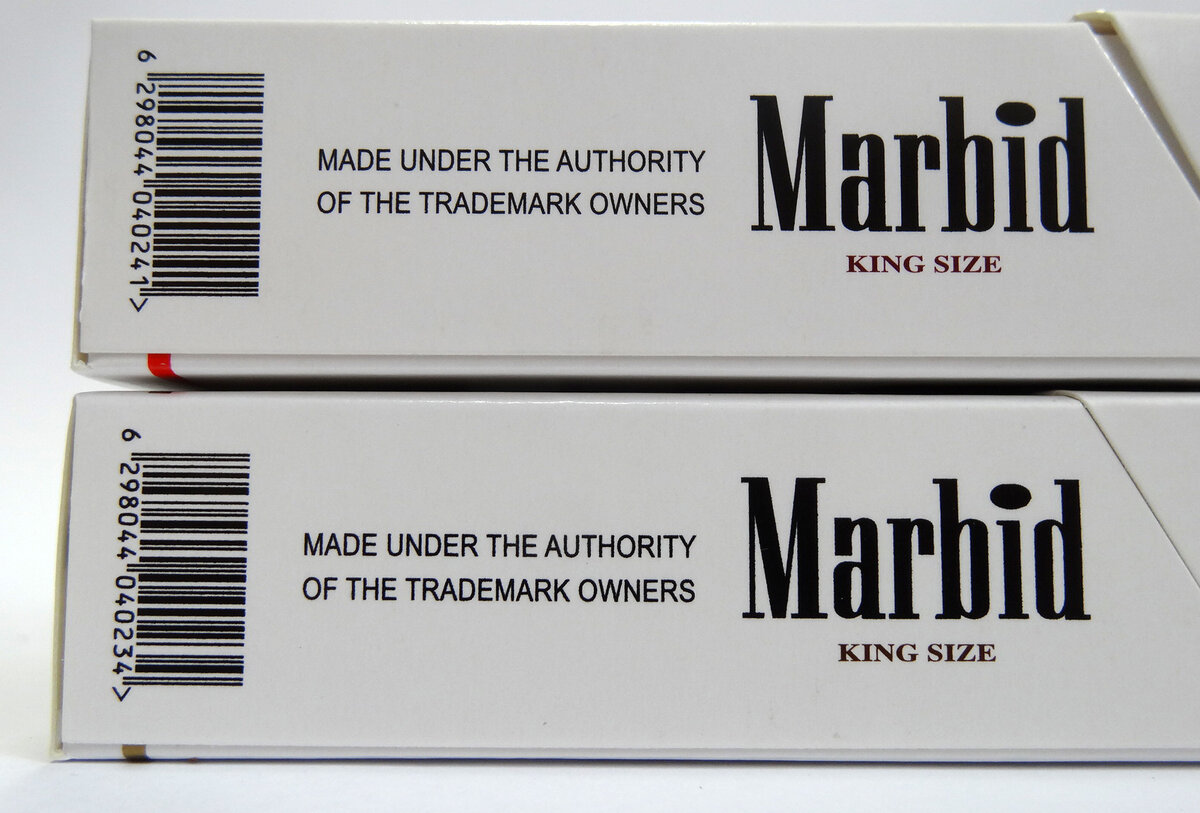 6 298044 040241 >
MADE UNDER THE AUTHORITY
OF THE TRADEMARK OWNERS
Marbid
KING SIZE
6 298044 040234 >
MADE UNDER THE AUTHORITY
OF THE TRADEMARK OWNERS
Marbid
KING SIZE